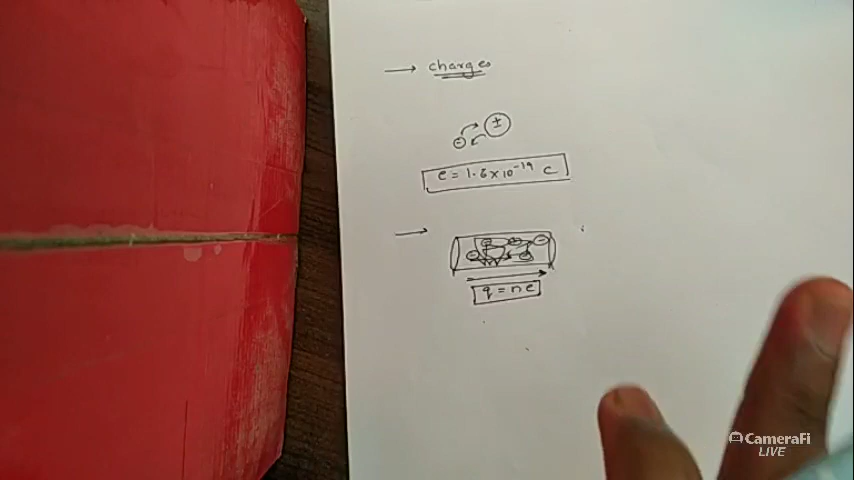 → charges
±
-
e = 1.6 x 10⁻¹⁹ C
→
q = ne
CameraFi
LIVE